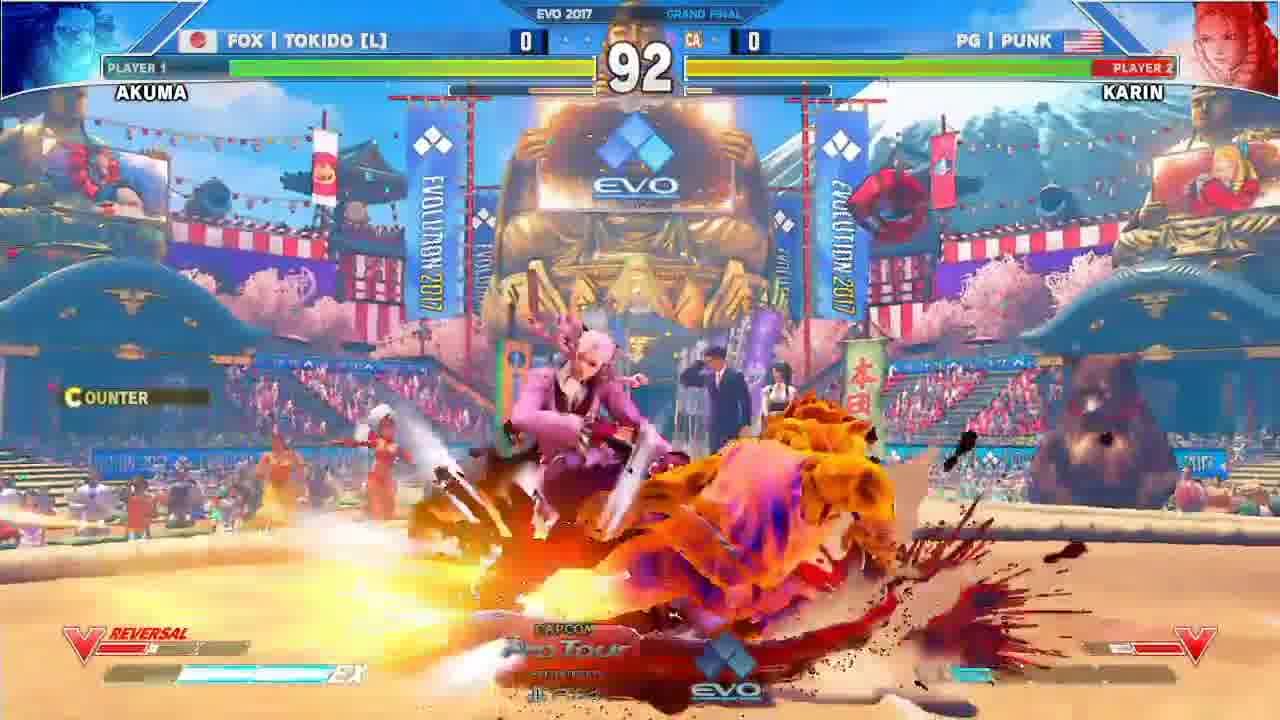 EVO 2017 GRAND FINAL
FOX | TOKIDO [L] 0 CA 0 PG | PUNK
92
PLAYER 1 PLAYER 2
AKUMA KARIN
EVO
EVOLUTION 2017
EVOLUTION 2017
COUNTER
本
REVERSAL
EX
CAPCOM
Pro Tour
EVO